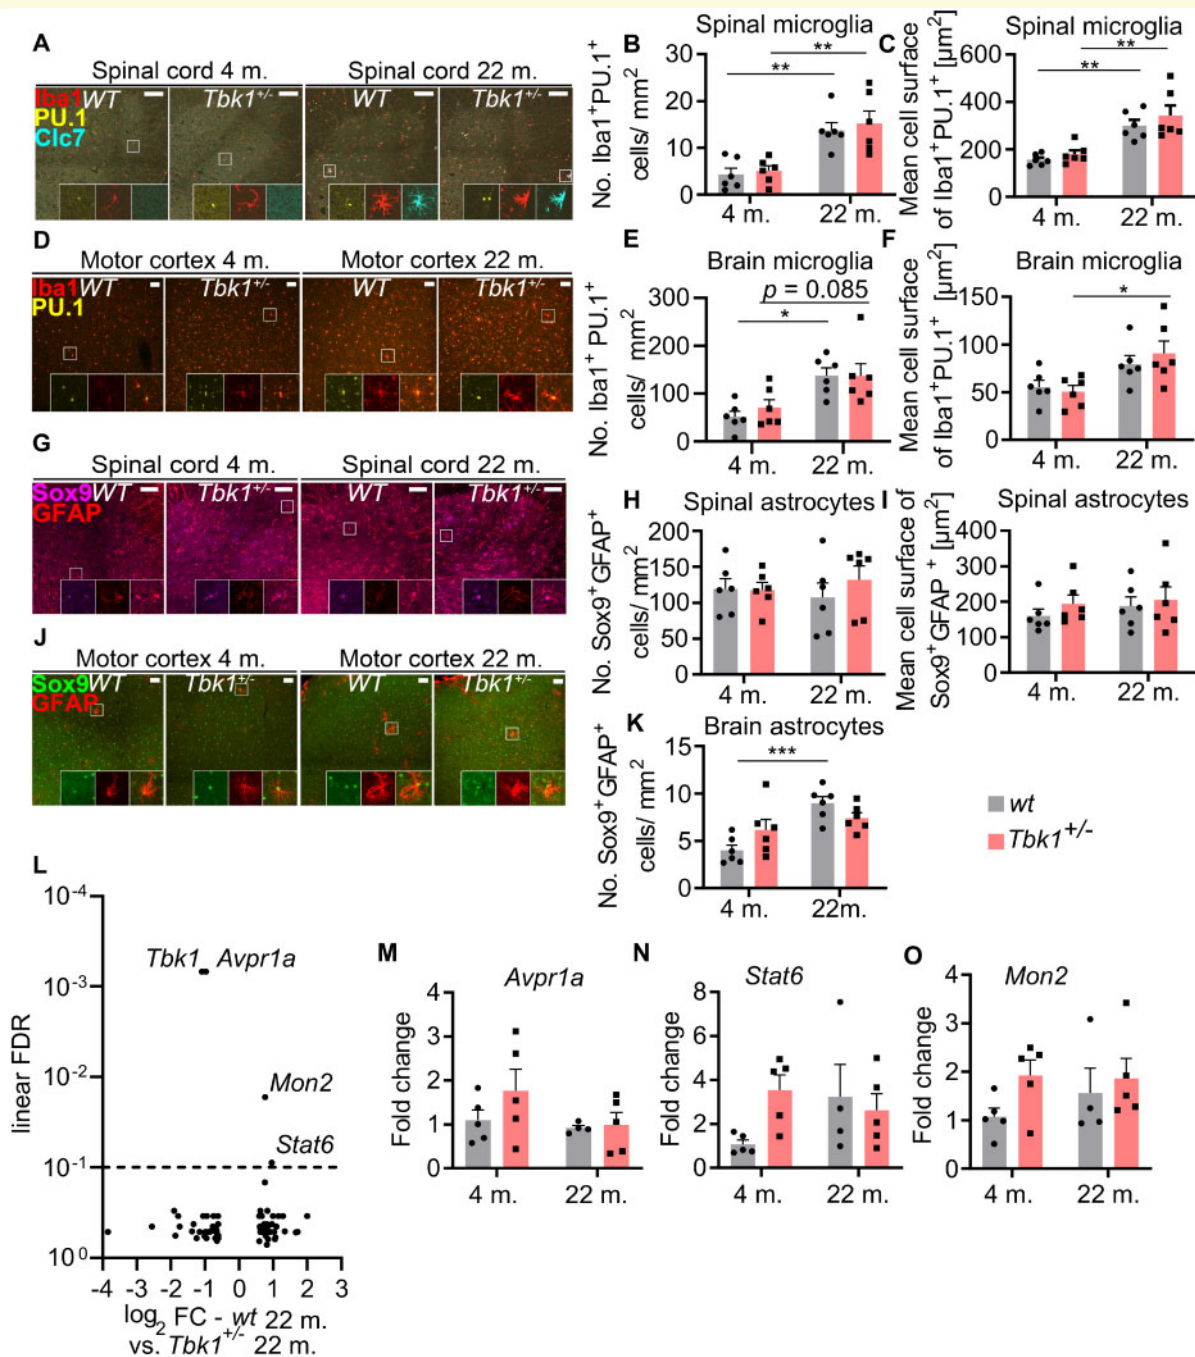 A
Spinal cord 4 m.
Spinal cord 22 m.
Iba1
PU.1
Clc7
WT
Tbk1+/-
WT
Tbk1+/-
B
Spinal microglia
No. Iba1+PU.1+
cells/ mm2
30
20
10
0
**
**
4 m.
22 m.
C
Spinal microglia
Mean cell surface
of Iba1+PU.1+ [µm2]
600
400
200
0
**
**
4 m.
22 m.
D
Motor cortex 4 m.
Motor cortex 22 m.
Iba1
PU.1
WT
Tbk1+/-
WT
Tbk1+/-
E
Brain microglia
No. Iba1+ PU.1+
cells/ mm2
300
200
100
0
p = 0.085
*
4 m.
22 m.
F
Brain microglia
Mean cell surface
of Iba1+PU.1+ [µm2]
150
100
50
0
*
4 m.
22 m.
G
Spinal cord 4 m.
Spinal cord 22 m.
Sox9
GFAP
WT
Tbk1+/-
WT
Tbk1+/-
H
Spinal astrocytes
No. Sox9+GFAP+
cells/ mm2
200
150
100
50
0
4 m.
22 m.
I
Spinal astrocytes
Mean cell surface of
Sox9+GFAP + [µm2]
400
300
200
100
0
4 m.
22 m.
J
Motor cortex 4 m.
Motor cortex 22 m.
Sox9
GFAP
WT
Tbk1+/-
WT
Tbk1+/-
K
Brain astrocytes
No. Sox9+GFAP+
cells/ mm2
15
10
5
0
***
4 m.
22m.
wt
Tbk1+/-
L
linear FDR
10-4
10-3
10-2
10-1
100
Tbk1
Avpr1a
Mon2
Stat6
-4 -3 -2 -1 0 1 2 3
log2 FC - wt 22 m.
vs. Tbk1+/- 22 m.
M
Avpr1a
Fold change
4
3
2
1
0
4 m.
22 m.
N
Stat6
Fold change
8
6
4
2
0
4 m.
22 m.
O
Mon2
Fold change
4
3
2
1
0
4 m.
22 m.